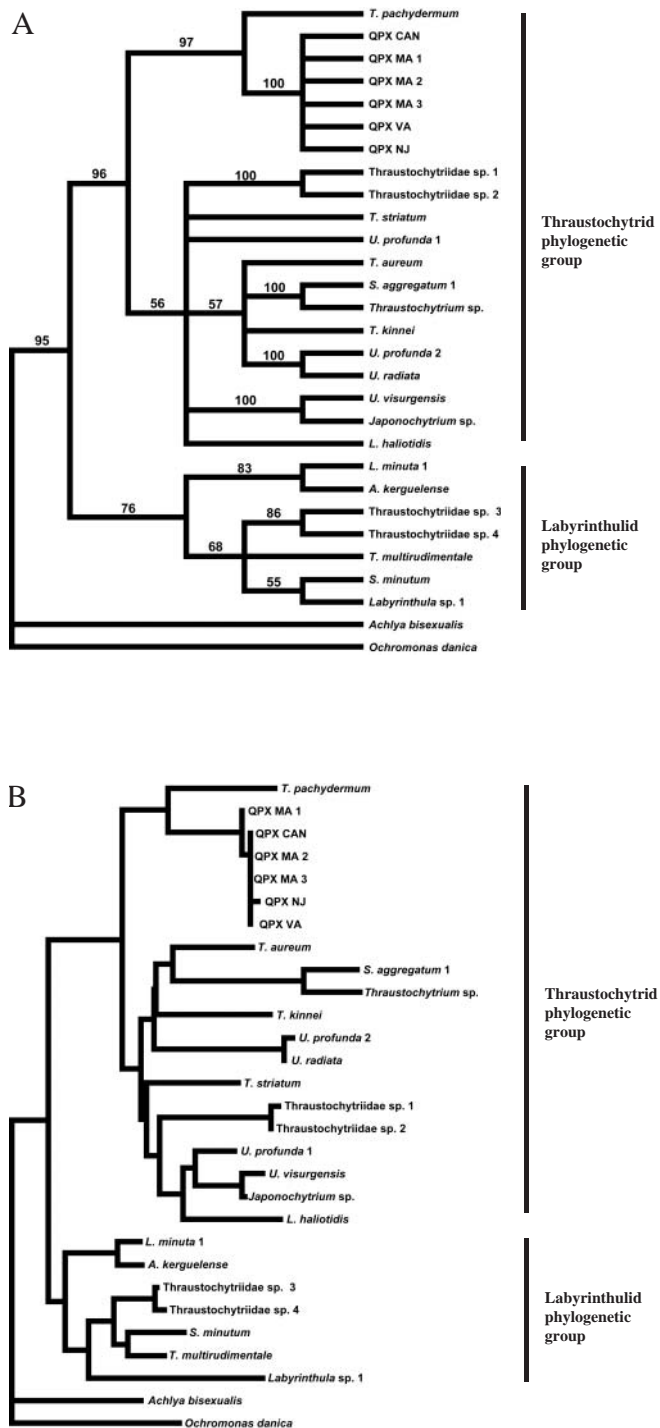 A
T. pachydermum
97
QPX CAN
QPX MA 1
100
QPX MA 2
QPX MA 3
QPX VA
QPX NJ
Thraustochytriidae sp. 1
100
96
Thraustochytriidae sp. 2
T. striatum
Thraustochytrid
phylogenetic
group
U. profunda 1
T. aureum
S. aggregatum 1
100
56
57
Thraustochytrium sp.
T. kinnei
95
U. profunda 2
100
U. radiata
U. visurgensis
100
Japonochytrium sp.
L. haliotidis
L. minuta 1
83
A. kerguelense
76
Thraustochytriidae sp. 3
86
Labyrinthulid
phylogenetic
group
Thraustochytriidae sp. 4
68
T. multirudimentale
S. minutum
55
Labyrinthula sp. 1
Achlya bisexualis
Ochromonas danica
B
T. pachydermum
QPX MA 1
QPX CAN
QPX MA 2
QPX MA 3
QPX NJ
QPX VA
T. aureum
S. aggregatum 1
Thraustochytrium sp.
Thraustochytrid
phylogenetic
group
T. kinnei
U. profunda 2
U. radiata
T. striatum
Thraustochytriidae sp. 1
Thraustochytriidae sp. 2
U. profunda 1
U. visurgensis
Japonochytrium sp.
L. haliotidis
L. minuta 1
A. kerguelense
Thraustochytriidae sp. 3
Labyrinthulid
phylogenetic
group
Thraustochytriidae sp. 4
S. minutum
T. multirudimentale
Labyrinthula sp. 1
Achlya bisexualis
Ochromonas danica